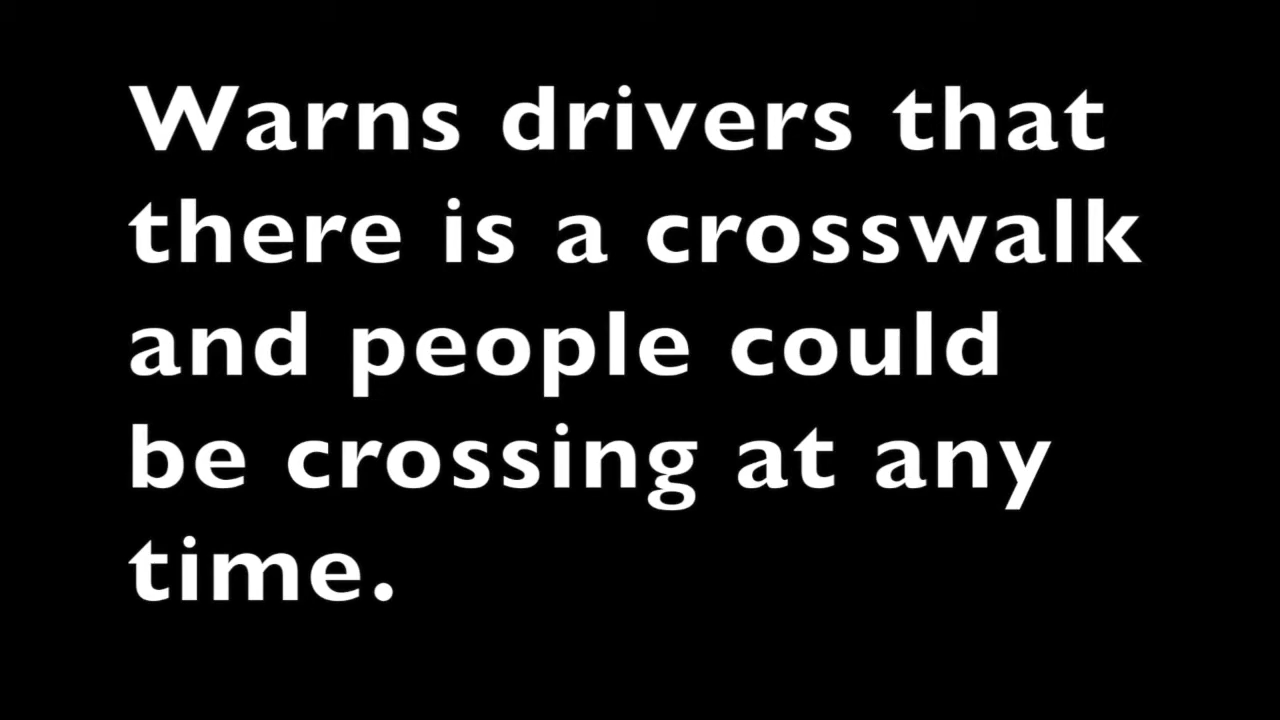 Warns drivers that
there is a crosswalk
and people could
be crossing at any
time.